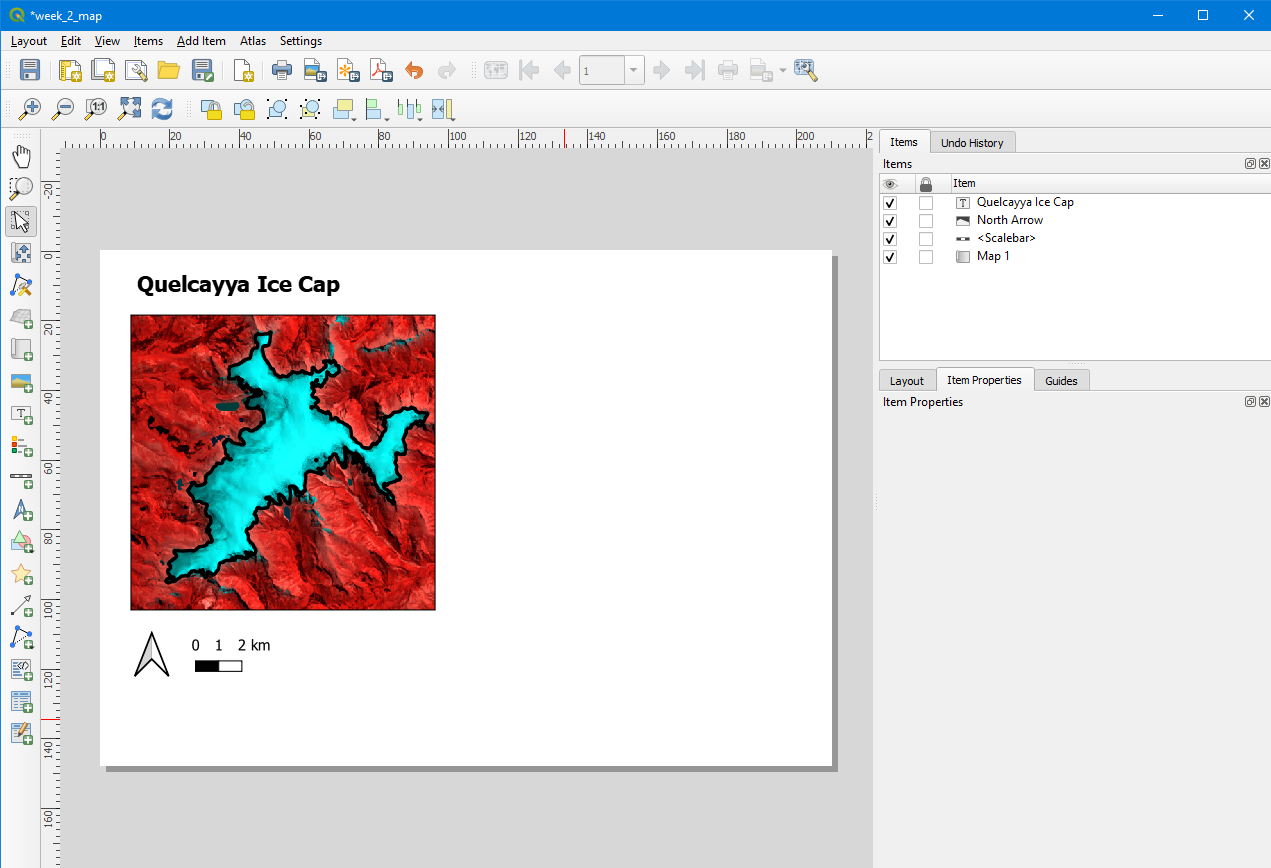 *week_2_map
Layout Edit View Items Add Item Atlas Settings
1
1:1
0 20 40 60 80 100 120 140 160 180 200 2
-20
0
20
40
60
80
100
120
140
160
Quelcayya Ice Cap
0 1 2 km
Items Undo History
Items
Item
Quelcayya Ice Cap
North Arrow
<Scalebar>
Map 1
Layout Item Properties Guides
Item Properties